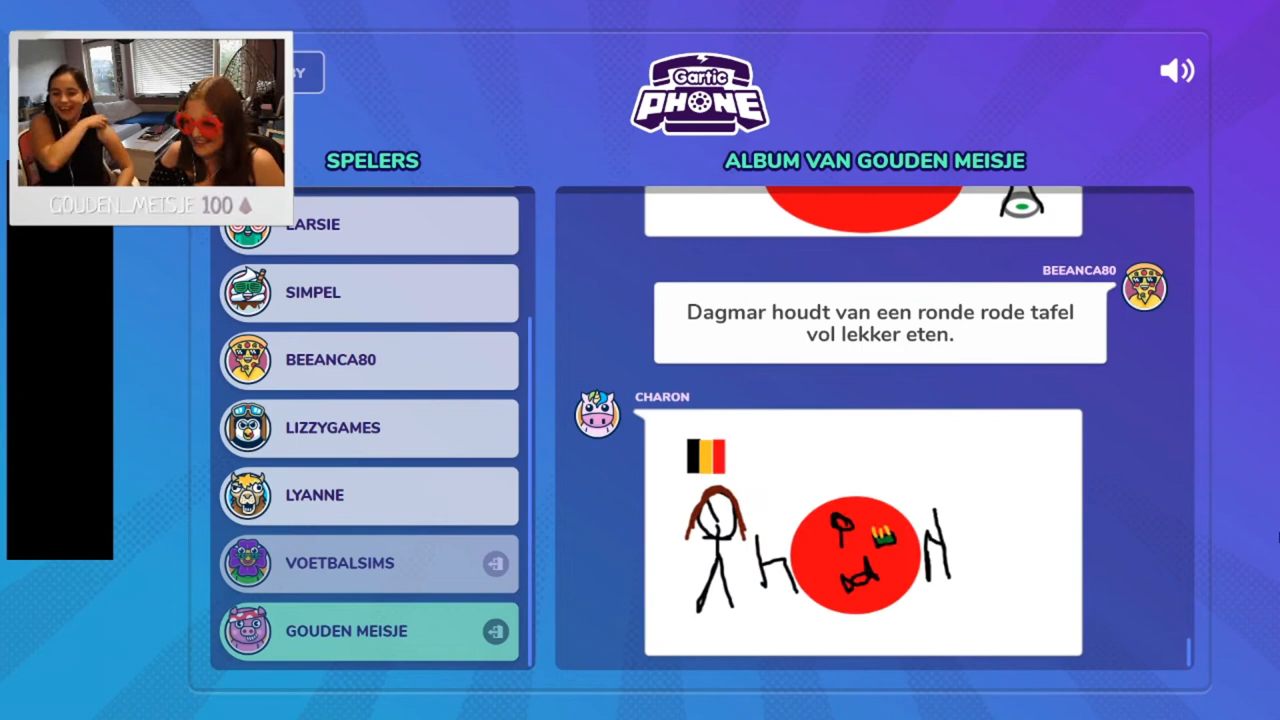 BY
Gartic
PHONE
GOUDEN_MEISJE 100
SPELERS
LARSIE
SIMPEL
BEEANCA80
LIZZYGAMES
LYANNE
VOETBALSIMS
GOUDEN MEISJE
ALBUM VAN GOUDEN MEISJE
BEEANCA80
Dagmar houdt van een ronde rode tafel
vol lekker eten.
CHARON